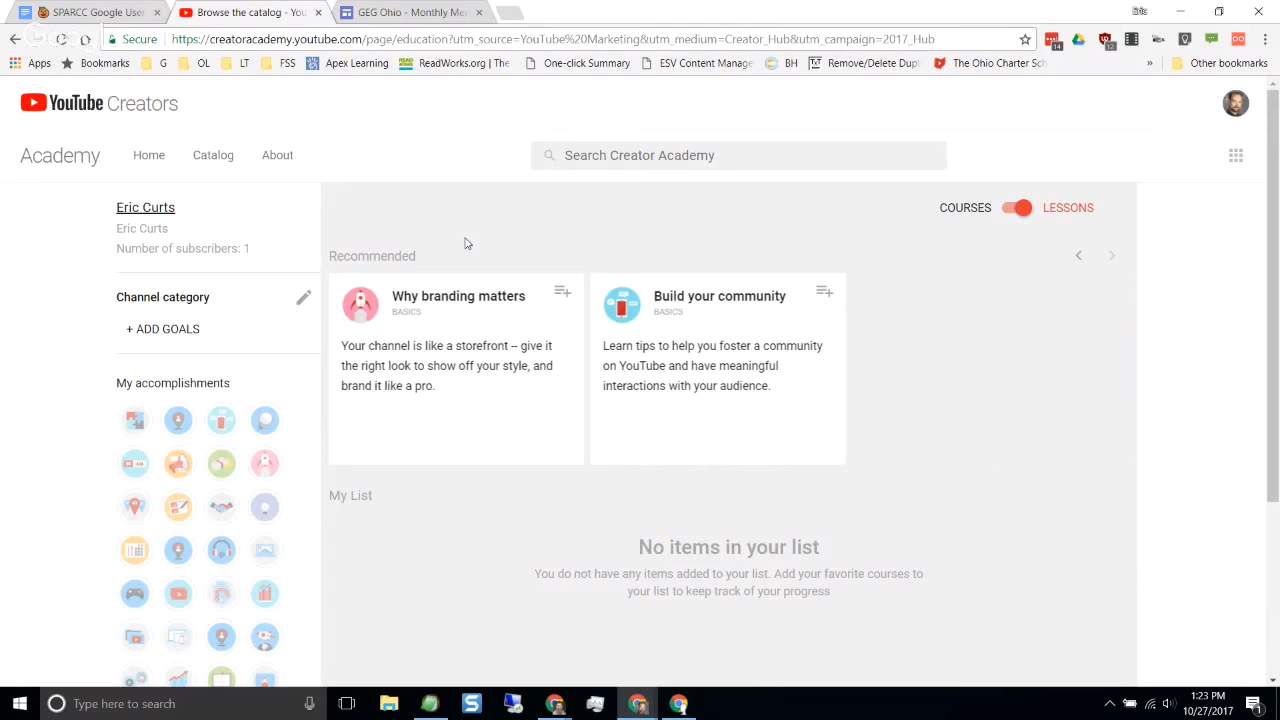 SPARCC Google User
Browse the catalog - You
GEG Ohio - Monthly Me
Secure
https://creatoracademy.youtube.com/page/education?utm_source=YouTube%20Marketing&utm_medium=Creator_Hub&utm_campaign=2017_Hub
14
12
Apps
Bookmarks
G
OL
LT
FSS
Apex Learning
ReadWorks.org | The
One-click Summary
ESV Content Manag
BH
Remove/Delete Dupl
The Ohio Charter Sch
»
Other bookmarks
YouTube Creators
Academy
Home
Catalog
About
Search Creator Academy
Eric Curts
Eric Curts
Number of subscribers: 1
Channel category
+ ADD GOALS
My accomplishments
COURSES
LESSONS
Recommended
Why branding matters
BASICS
Your channel is like a storefront -- give it
the right look to show off your style, and
brand it like a pro.
Build your community
BASICS
Learn tips to help you foster a community
on YouTube and have meaningful
interactions with your audience.
My List
No items in your list
You do not have any items added to your list. Add your favorite courses to
your list to keep track of your progress
Type here to search
1:23 PM
10/27/2017